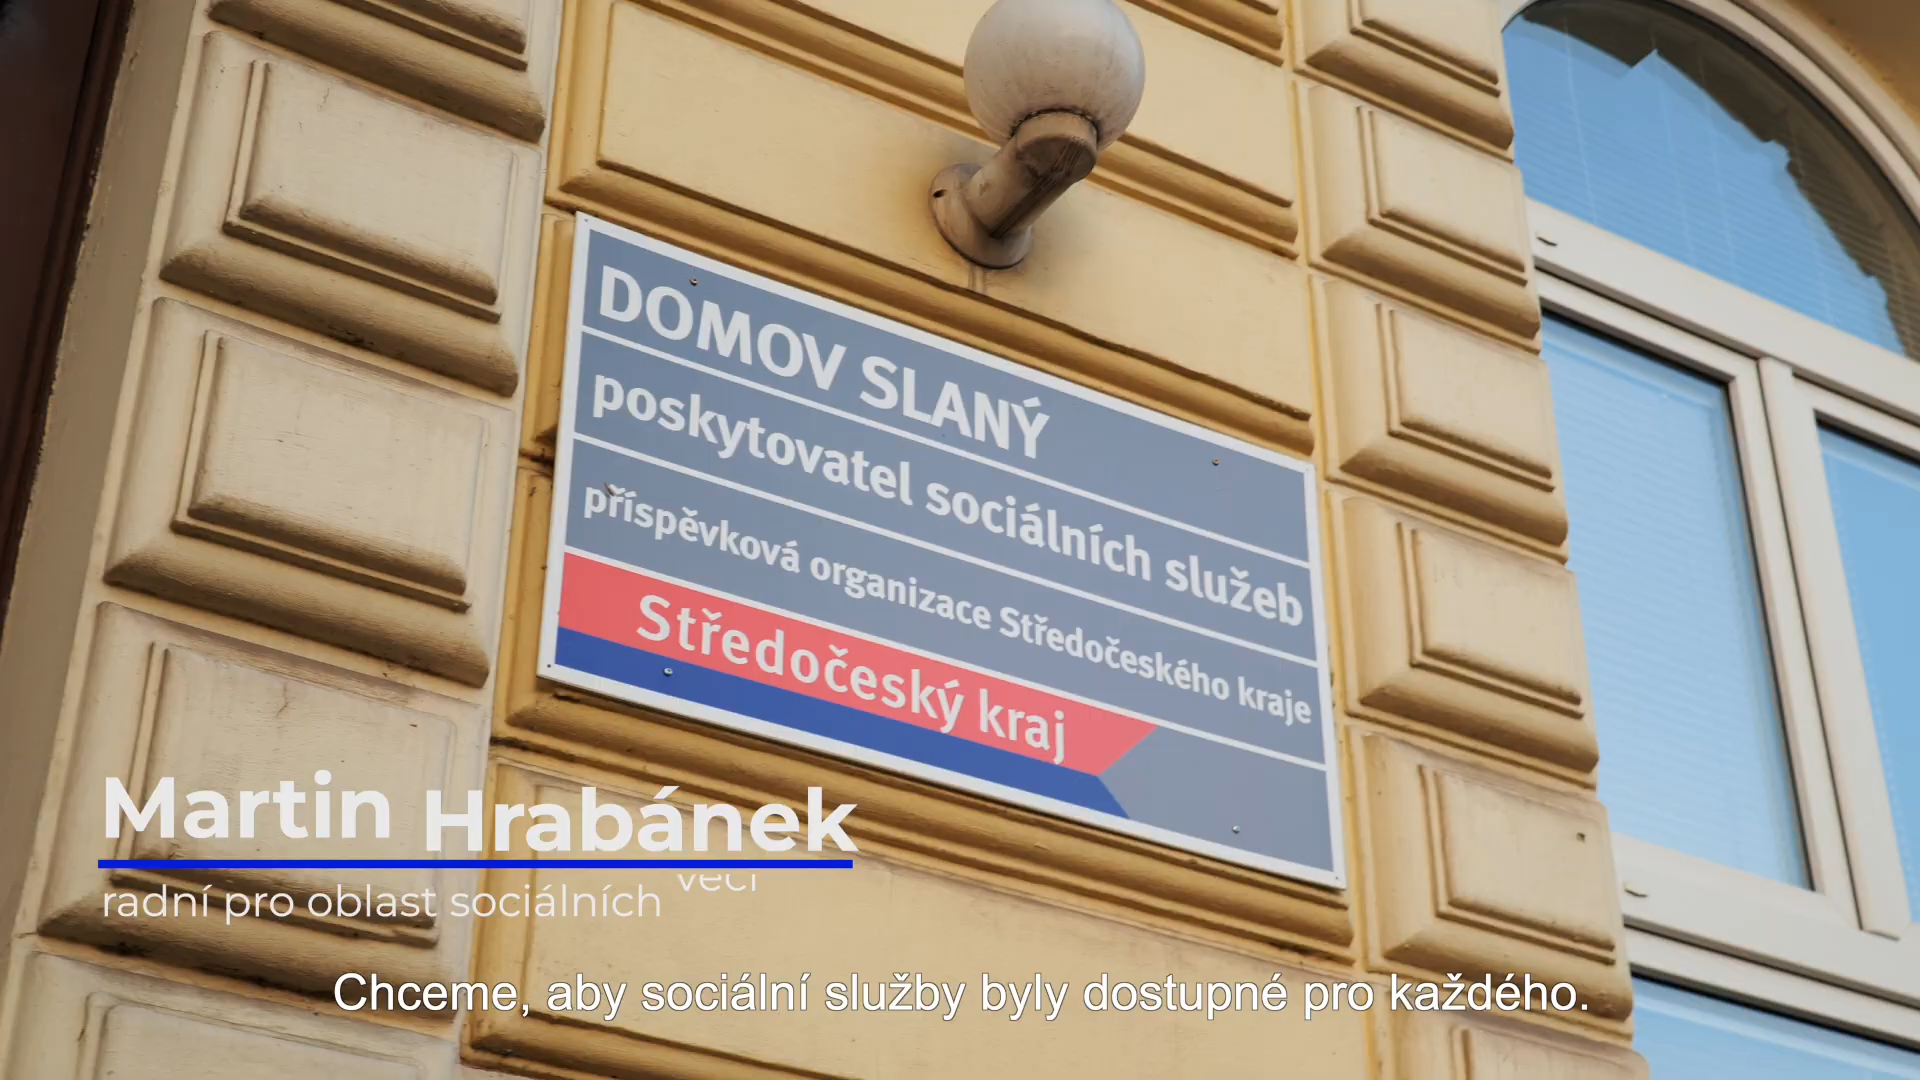 DOMOV SLANÝ
poskytovatel sociálních služeb
příspěvková organizace Středočeského kraje
Středočeský kraj
Martin Hrabánek
radní pro oblast sociálních věcí
Chceme, aby sociální služby byly dostupné pro každého.